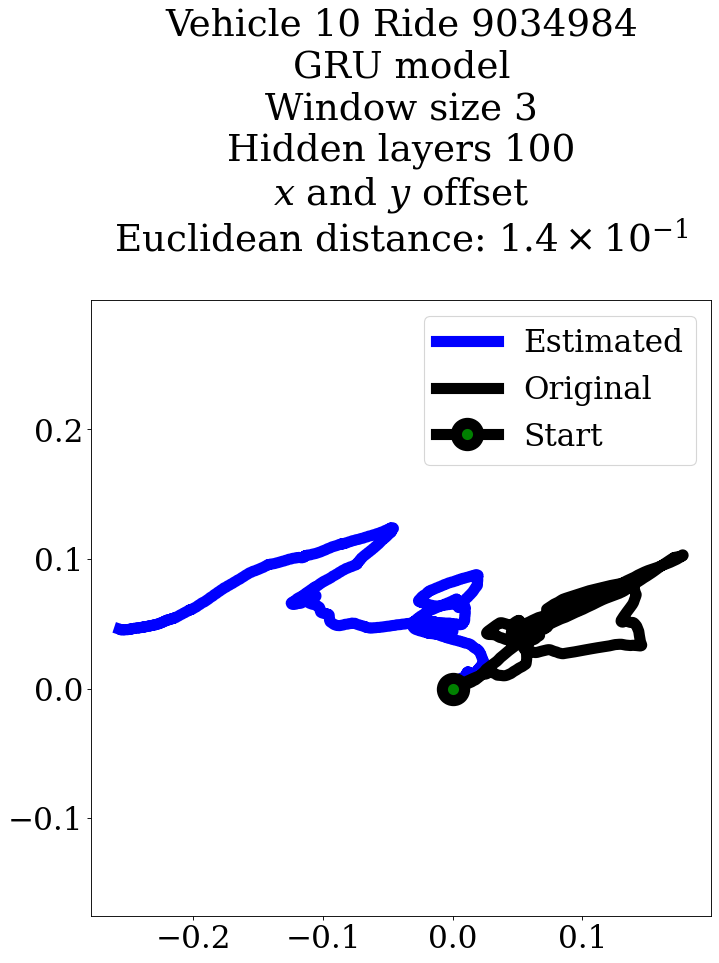 Vehicle 10 Ride 9034984
GRU model
Window size 3
Hidden layers 100
x and y offset
Euclidean distance: 1.4 × 10⁻¹
Estimated
Original
Start
0.2
0.1
0.0
−0.1
−0.2
−0.1
0.0
0.1